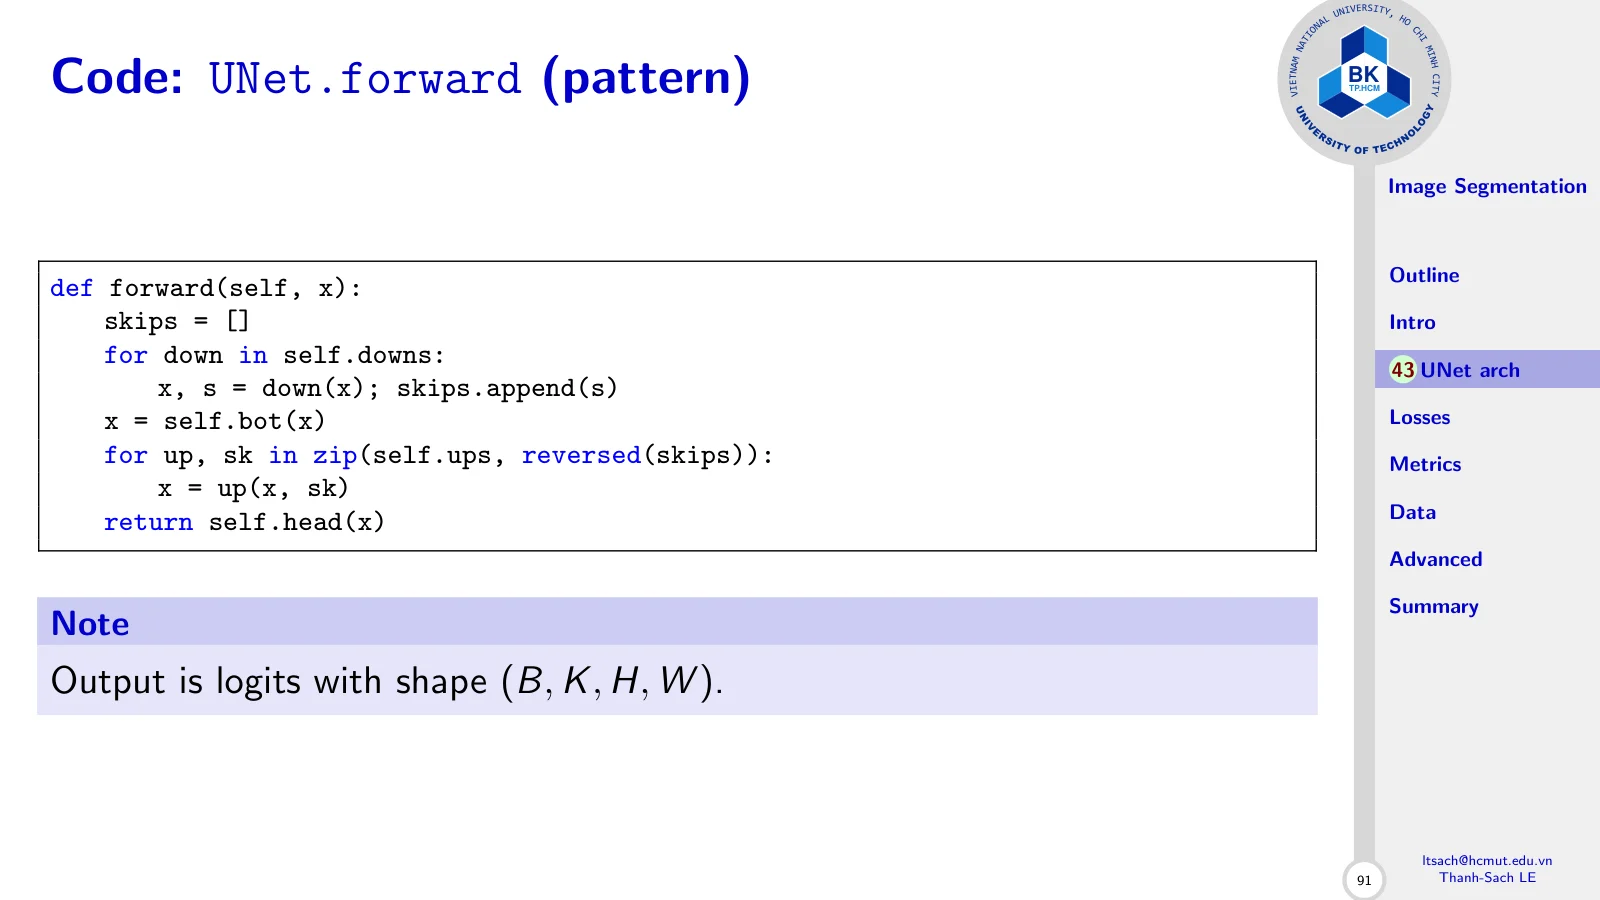 Code: UNet.forward (pattern)
VIETNAM NATIONAL UNIVERSITY, HO CHI MINH CITY
BK
TP.HCM
UNIVERSITY OF TECHNOLOGY
Image Segmentation
Outline
Intro
43 UNet arch
Losses
Metrics
Data
Advanced
Summary
def forward(self, x):
    skips = []
    for down in self.downs:
        x, s = down(x); skips.append(s)
    x = self.bot(x)
    for up, sk in zip(self.ups, reversed(skips)):
        x = up(x, sk)
    return self.head(x)
Note
Output is logits with shape (B, K, H, W).
ltsach@hcmut.edu.vn
Thanh-Sach LE
91